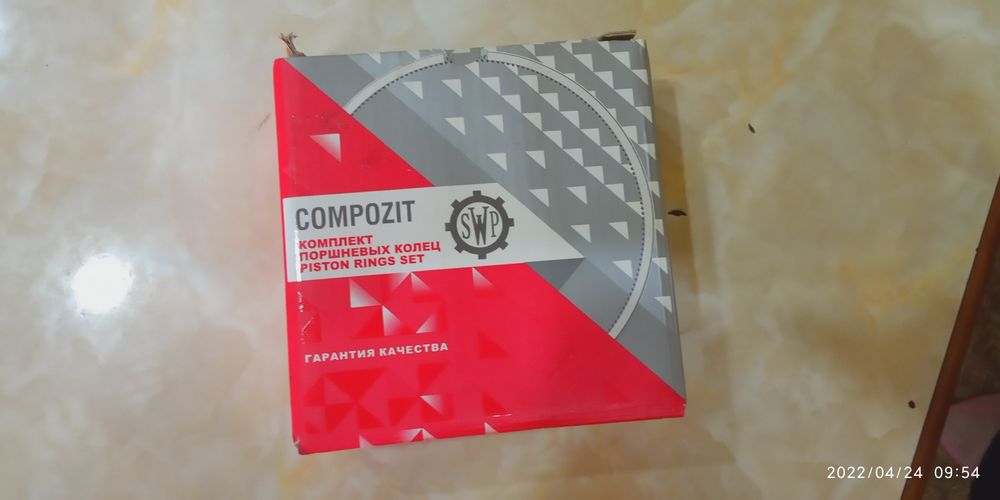 COMPOZIT
SWP
КОМПЛЕКТ
ПОРШНЕВЫХ КОЛЕЦ
PISTON RINGS SET
ГАРАНТИЯ КАЧЕСТВА
2022/04/24 09:54